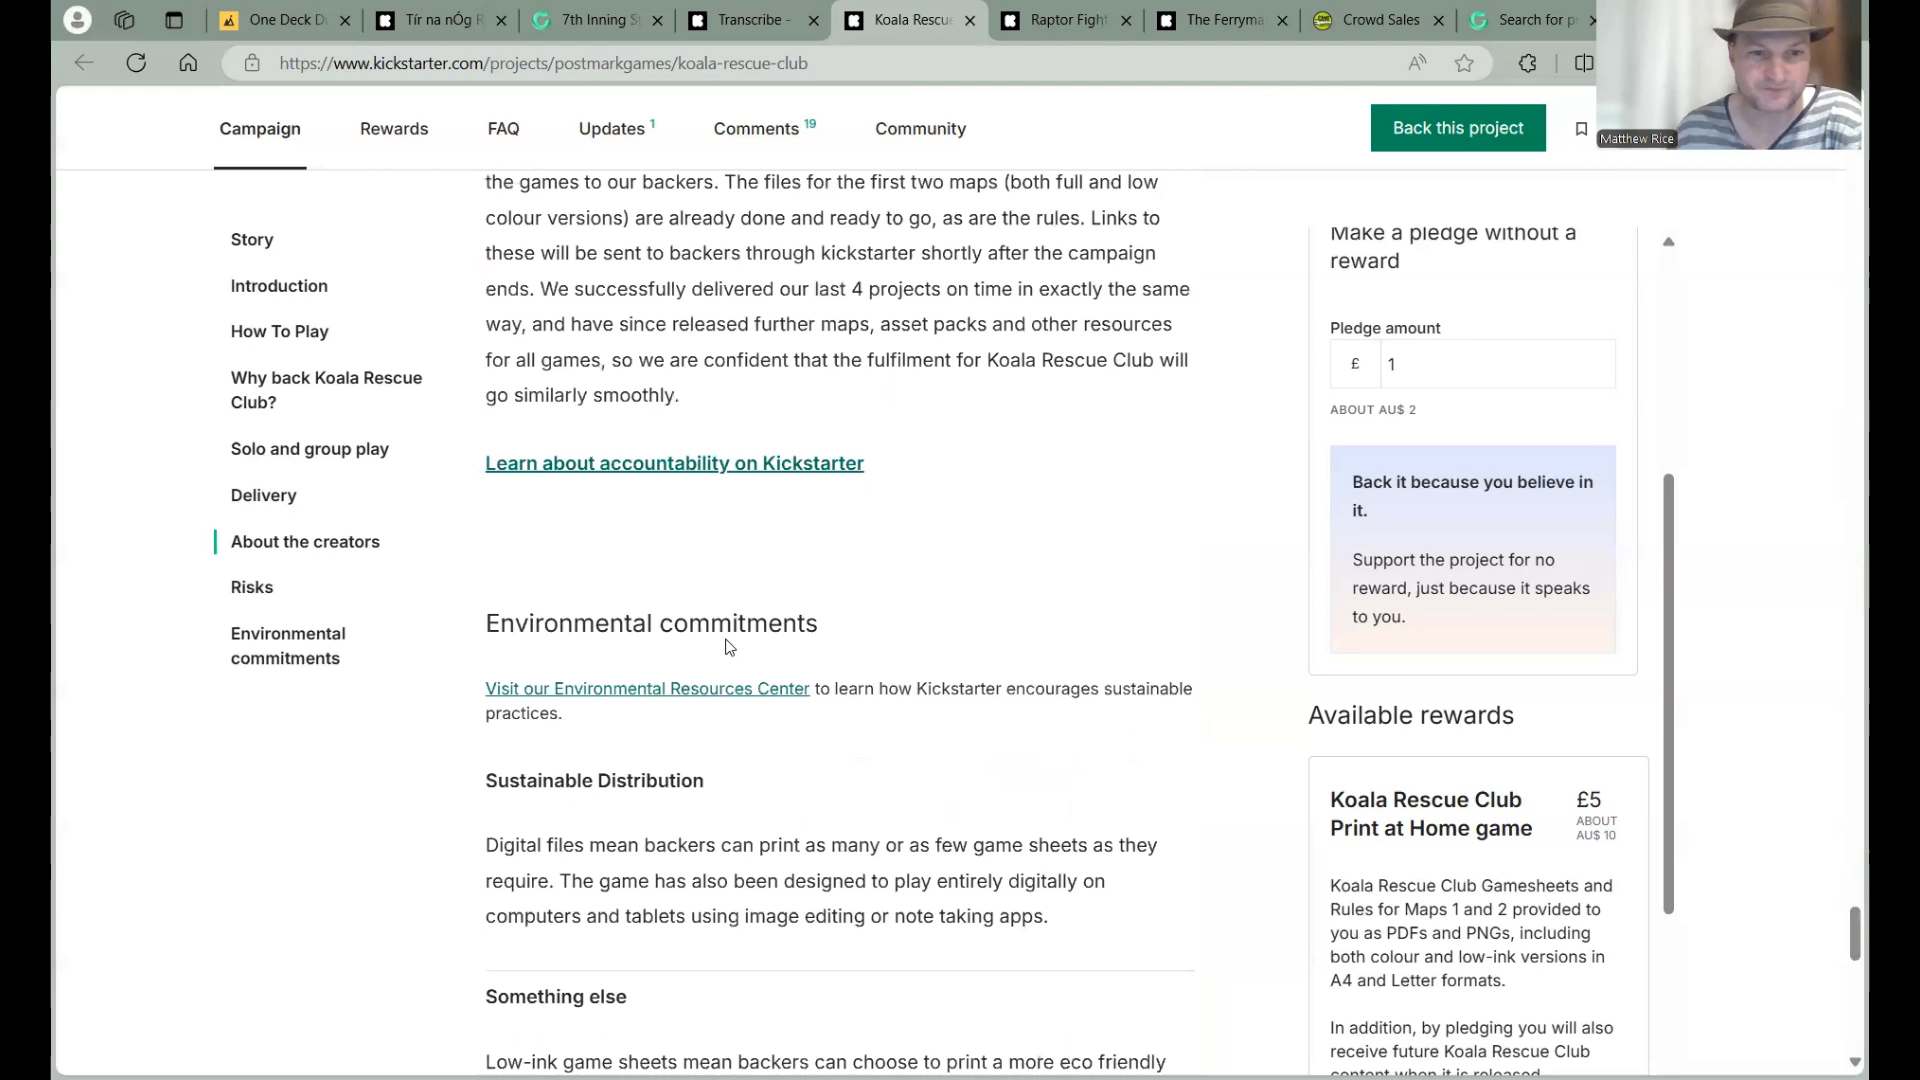 One Deck D
Tír na nÓg R
7th Inning S
Transcribe -
Koala Rescue
Raptor Fight
The Ferryma
Crowd Sales
Search for p
https://www.kickstarter.com/projects/postmarkgames/koala-rescue-club
Matthew Rice
Campaign
Rewards
FAQ
Updates 1
Comments 19
Community
Back this project
Story
Introduction
How To Play
Why back Koala Rescue
Club?
Solo and group play
Delivery
About the creators
Risks
Environmental
commitments
the games to our backers. The files for the first two maps (both full and low
colour versions) are already done and ready to go, as are the rules. Links to
these will be sent to backers through kickstarter shortly after the campaign
ends. We successfully delivered our last 4 projects on time in exactly the same
way, and have since released further maps, asset packs and other resources
for all games, so we are confident that the fulfilment for Koala Rescue Club will
go similarly smoothly.
Learn about accountability on Kickstarter
Environmental commitments
Visit our Environmental Resources Center to learn how Kickstarter encourages sustainable
practices.
Sustainable Distribution
Digital files mean backers can print as many or as few game sheets as they
require. The game has also been designed to play entirely digitally on
computers and tablets using image editing or note taking apps.
Something else
Low-ink game sheets mean backers can choose to print a more eco friendly
Make a pledge without a
reward
Pledge amount
£ 1
ABOUT AU$ 2
Back it because you believe in
it.
Support the project for no
reward, just because it speaks
to you.
Available rewards
Koala Rescue Club
Print at Home game
£5
ABOUT
AU$ 10
Koala Rescue Club Gamesheets and
Rules for Maps 1 and 2 provided to
you as PDFs and PNGs, including
both colour and low-ink versions in
A4 and Letter formats.
In addition, by pledging you will also
receive future Koala Rescue Club
content when it is released